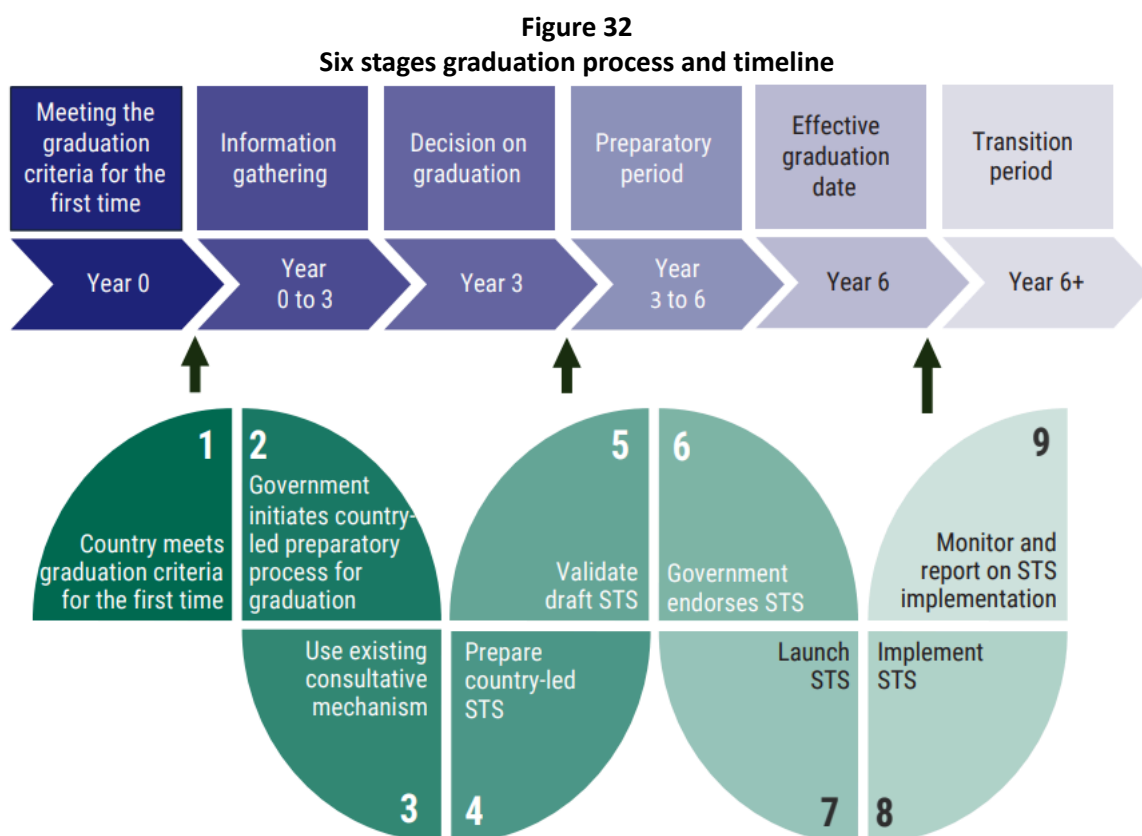 Figure 32
Six stages graduation process and timeline
Meeting the
graduation
criteria for the
first time
Information
gathering
Decision on
graduation
Preparatory
period
Effective
graduation
date
Transition
period
Year 0
Year
0 to 3
Year 3
Year
3 to 6
Year 6
Year 6+
1
Country meets
graduation criteria
for the first time
2
Government
initiates country-
led preparatory
process for
graduation
Use existing
consultative
mechanism
3
Prepare
country-led
STS
4
5
Validate
draft STS
6
Government
endorses STS
Launch
STS
7
Implement
STS
8
9
Monitor and
report on STS
implementation